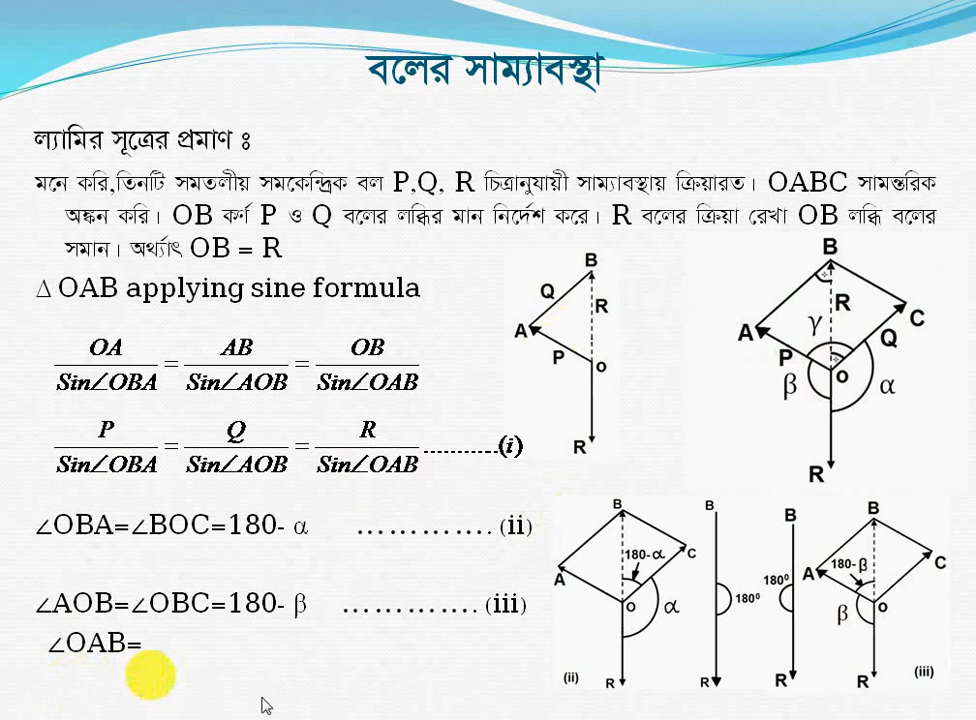 বলের সাম্যাবস্থা
ল্যামির সূত্রের প্রমাণ ঃ
মনে করি,তিনটি সমতলীয় সমকেন্দ্রিক বল P,Q, R চিত্রানুযায়ী সাম্যাবস্থায় ক্রিয়ারত। OABC সামন্তরিক
অঙ্কন করি। OB কর্ণ P ও Q বলের লব্ধির মান নির্দেশ করে। R বলের ক্রিয়া রেখা OB লব্ধি বলের
সমান। অর্থ্যাৎ OB = R
Δ OAB applying sine formula
OA/Sin∠OBA = AB/Sin∠AOB = OB/Sin∠OAB
P/Sin∠OBA = Q/Sin∠AOB = R/Sin∠OAB ...........(i)
∠OBA=∠BOC=180- α …………. (ii)
∠AOB=∠OBC=180- β …………. (iii)
∠OAB=
B
Q
R
A
P
o
R
B
R
C
A
γ
Q
P
o
β
α
R
B
180-α
C
A
o
α
(ii)
R
B
180⁰
R
B
180⁰
R
B
C
180-β
A
o
β
R
(iii)